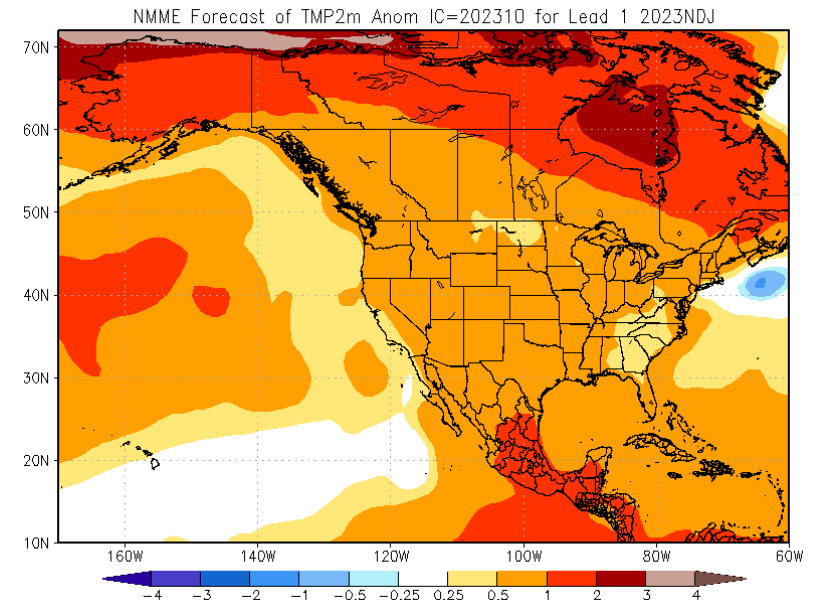 NMME Forecast of TMP2m Anom IC=202310 for Lead 1 2023NDJ
70N
60N
50N
40N
30N
20N
10N
160W 140W 120W 100W 80W 60W
-4 -3 -2 -1 -0.5 -0.25 0.25 0.5 1 2 3 4